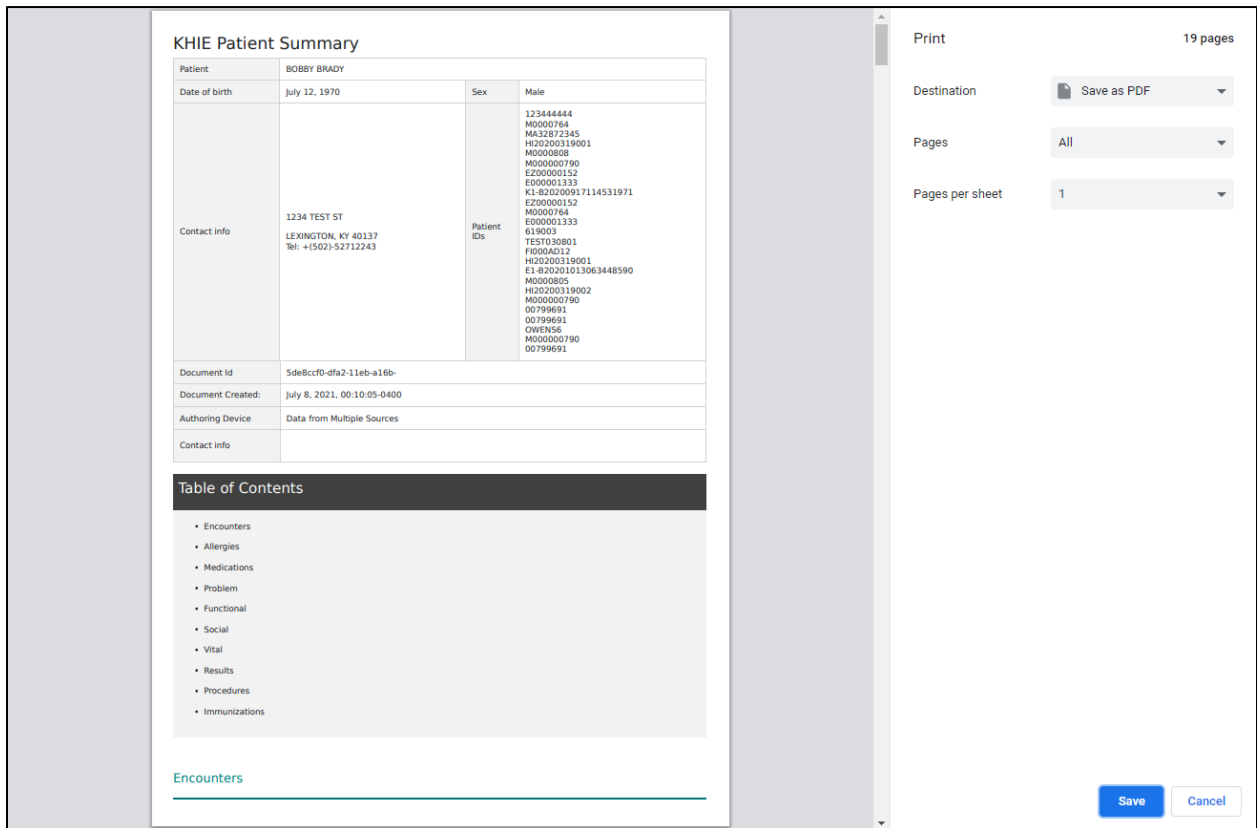 KHIE Patient Summary
Patient BOBBY BRADY
Date of birth July 12, 1970 Sex Male
Contact info
1234 TEST ST
LEXINGTON, KY 40137
Tel: +(502)-52712243
Patient
IDs
123444444
M0000764
MA32872345
HI20200319001
M0000808
M000000790
EZ00000152
E000001333
K1-B20200917114531971
EZ00000152
M0000764
E000001333
619003
TEST030801
FI000AD12
HI20200319001
E1-B20201013063448590
M0000805
HI20200319002
M000000790
00799691
00799691
OWENS6
M000000790
00799691
Document Id 5de8ccf0-dfa2-11eb-a16b-
Document Created: July 8, 2021, 00:10:05-0400
Authoring Device Data from Multiple Sources
Contact info
Table of Contents
• Encounters
• Allergies
• Medications
• Problem
• Functional
• Social
• Vital
• Results
• Procedures
• Immunizations
Encounters
Print 19 pages
Destination Save as PDF
Pages All
Pages per sheet 1
Save Cancel